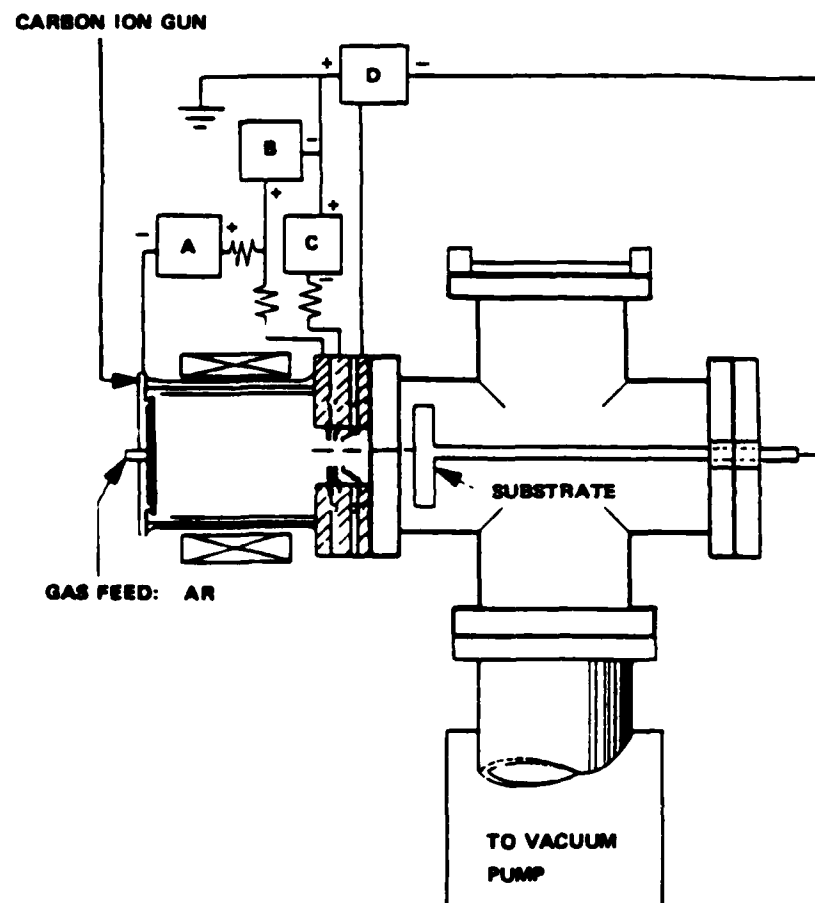 CARBON ION GUN
+ D -
B -
+
+
- A + C
-
SUBSTRATE
GAS FEED: AR
TO VACUUM
PUMP